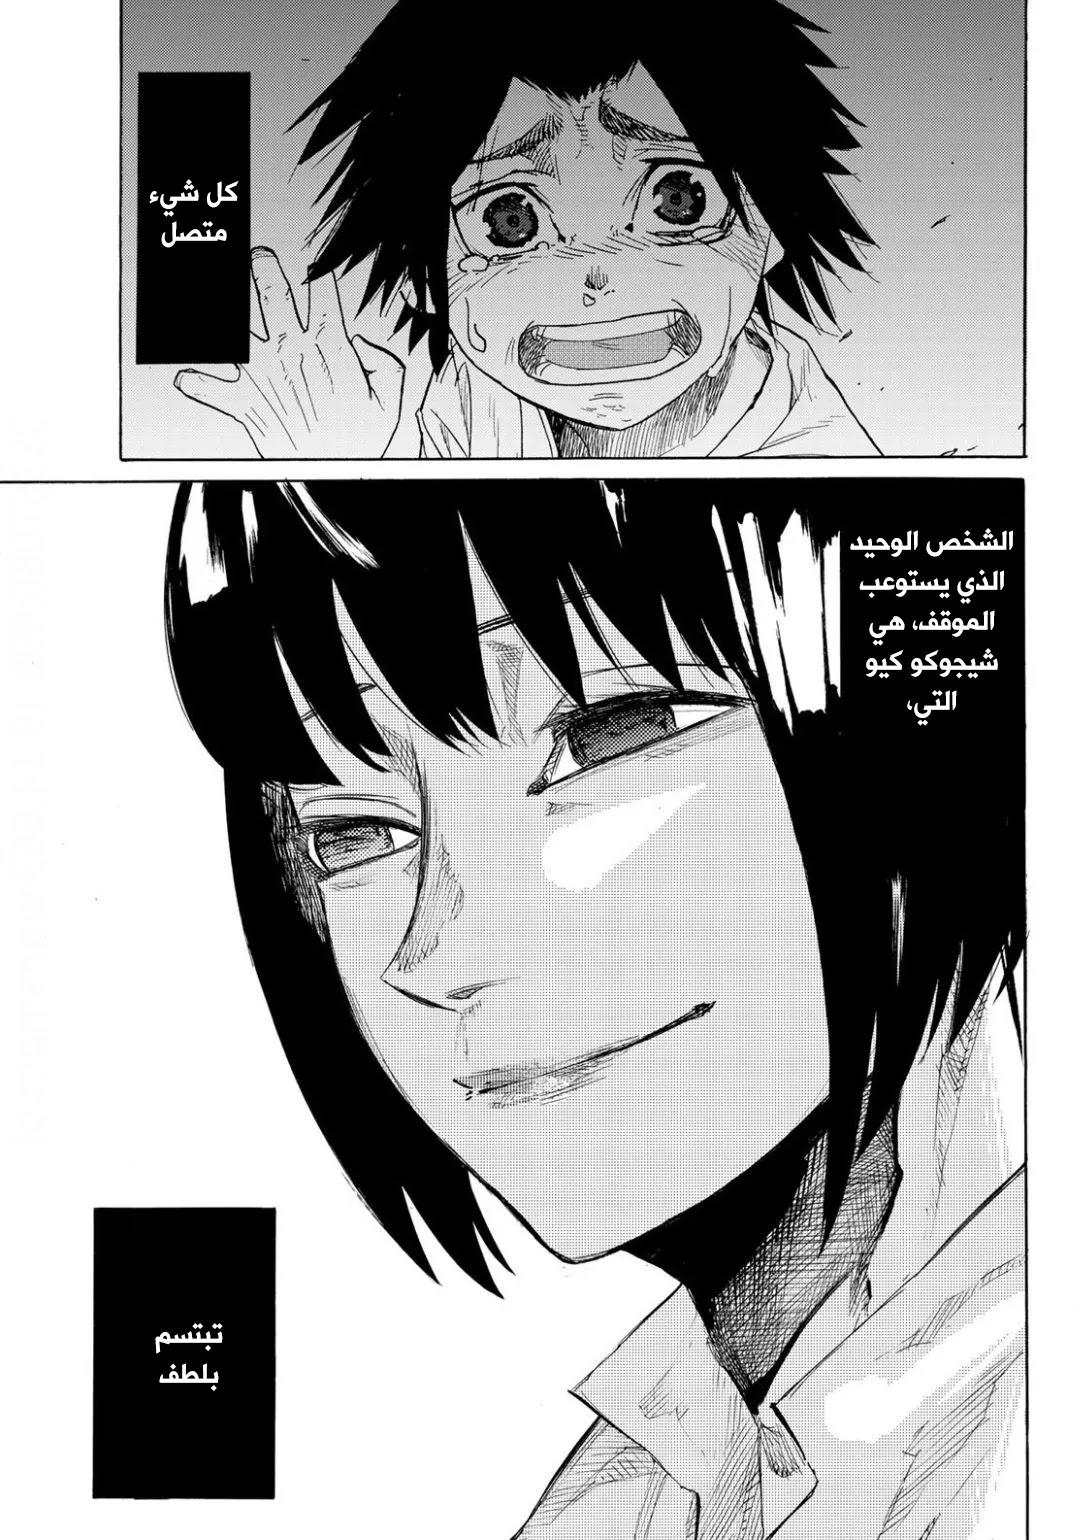 كل شيء
متصل
الشخص الوحيد
الذي يستوعب
الموقف، هي
شيجوكو كيو
التي،
تبتسم
بلطف